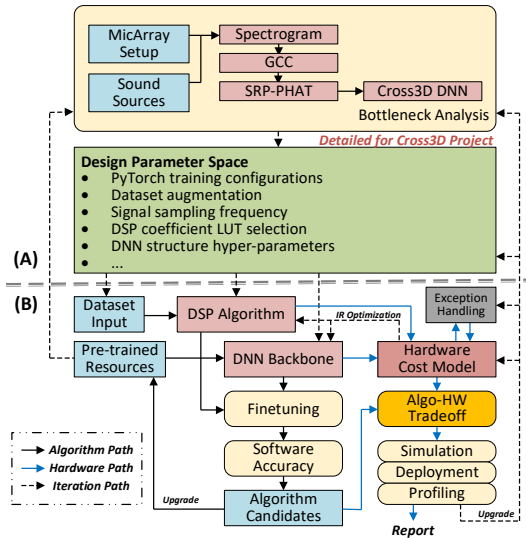 MicArray
Setup
Sound
Sources
Spectrogram
GCC
SRP-PHAT
Cross3D DNN
Bottleneck Analysis
Detailed for Cross3D Project
Design Parameter Space
● PyTorch training configurations
● Dataset augmentation
● Signal sampling frequency
● DSP coefficient LUT selection
● DNN structure hyper-parameters
● ...
(A)
(B)
Dataset
Input
DSP Algorithm
IR Optimization
Exception
Handling
Pre-trained
Resources
DNN Backbone
Hardware
Cost Model
Finetuning
Algo-HW
Tradeoff
Software
Accuracy
Simulation
Deployment
Profiling
Algorithm Path
Hardware Path
Iteration Path
Upgrade
Algorithm
Candidates
Report
Upgrade